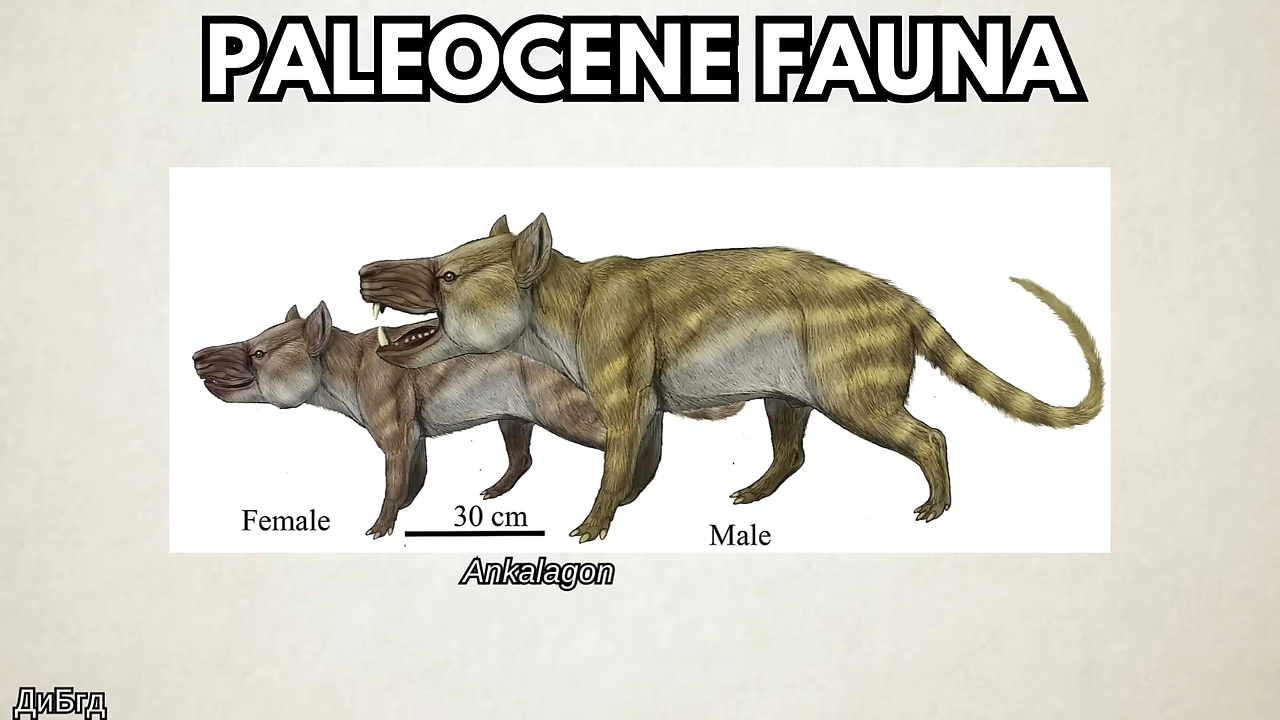 PALEOCENE FAUNA
Female
30 cm
Male
Ankalagon
ДиБгд